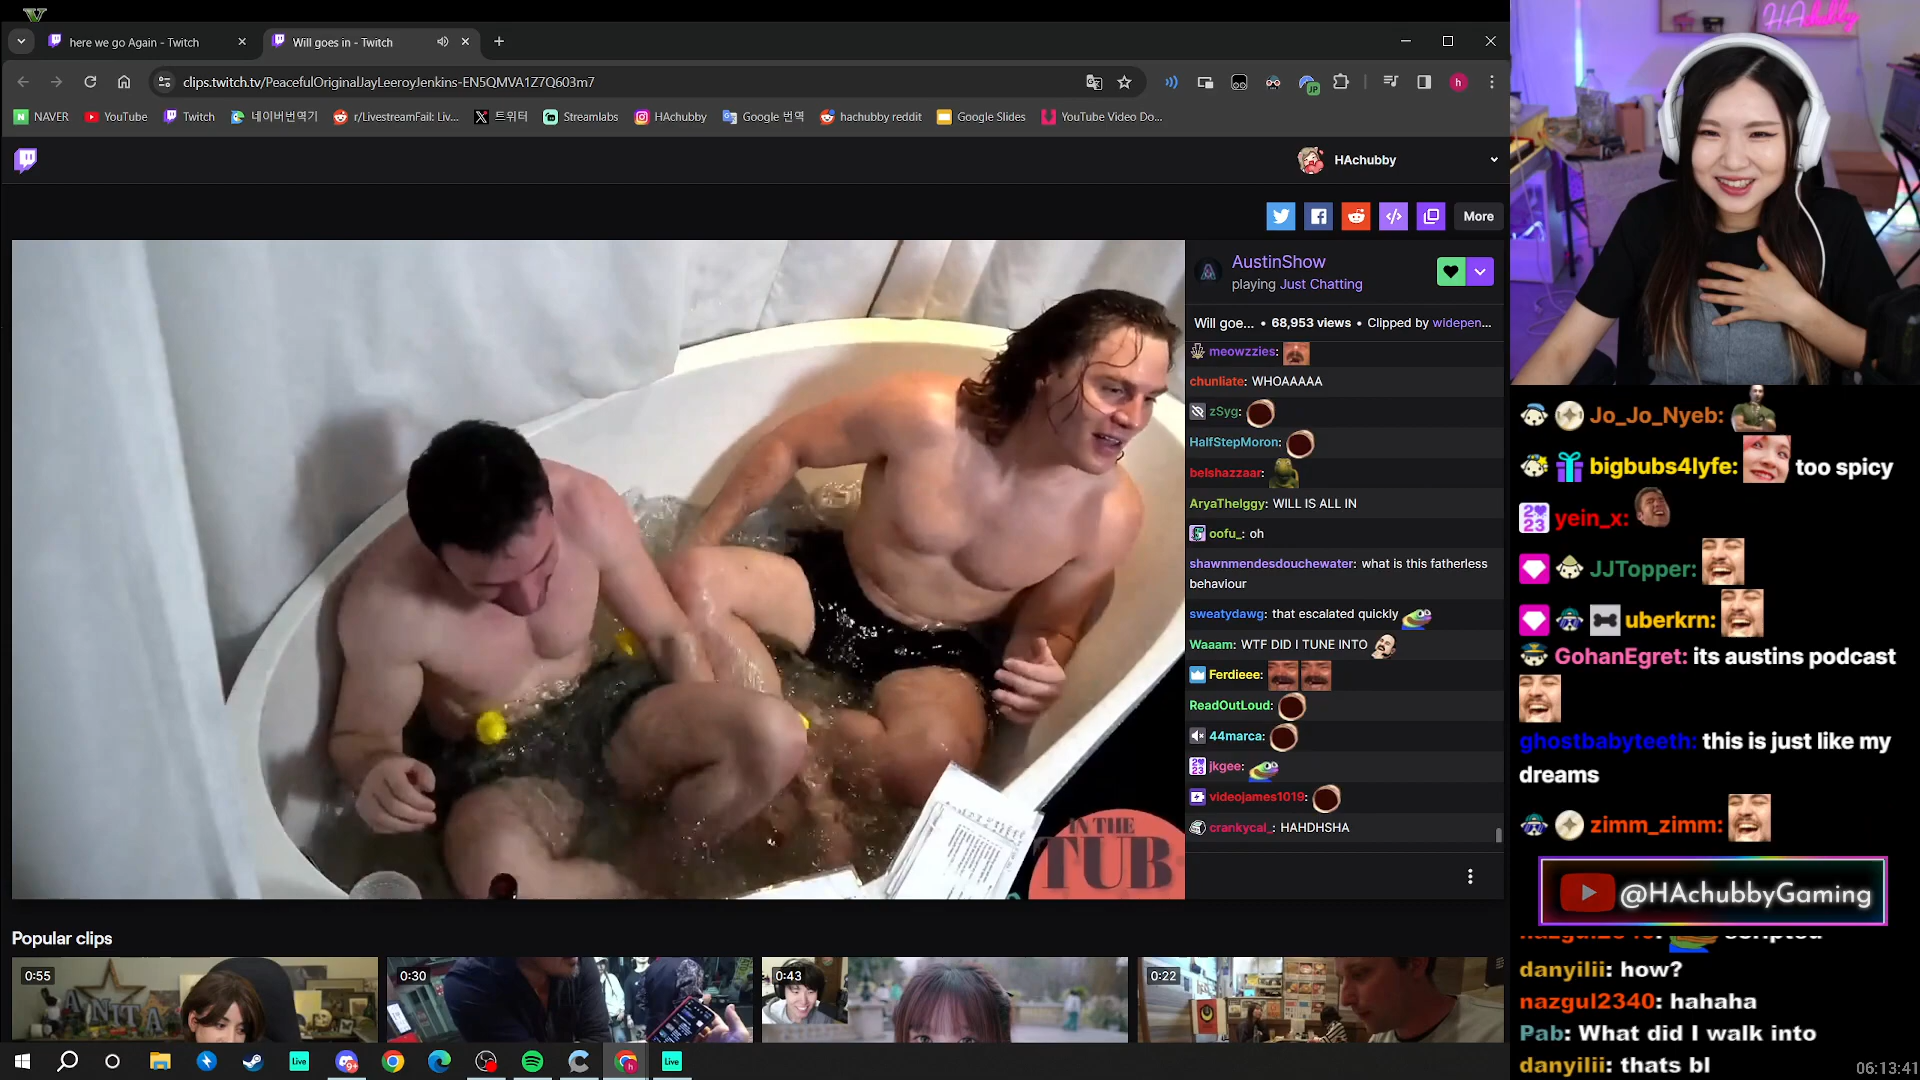 here we go Again - Twitch
Will goes in - Twitch
clips.twitch.tv/PeacefulOriginalJayLeeroyJenkins-EN5QMVA1Z7Q603m7
NAVER
YouTube
Twitch
네이버번역기
r/LivestreamFail: Liv...
트위터
Streamlabs
HAchubby
Google 번역
hachubby reddit
Google Slides
YouTube Video Do...
HAchubby
More
AustinShow
playing Just Chatting
Will goe... • 68,953 views • Clipped by widepen...
meowzzies:
chunliate: WHOAAAAA
zSyg:
HalfStepMoron:
belshazzaar:
AryaTheIggy: WILL IS ALL IN
oofu_: oh
shawnmendesdouchewater: what is this fatherless
behaviour
sweatydawg: that escalated quickly
Waaam: WTF DID I TUNE INTO
Ferdieee:
ReadOutLoud:
44marca:
jkgee:
videojames1019:
crankycal_: HAHDHSHA
IN THE
TUB
Popular clips
0:55
0:30
0:43
0:22
HAchubby
Jo_Jo_Nyeb:
bigbubs4lyfe: too spicy
yein_x:
JJTopper:
uberkrn:
GohanEgret: its austins podcast
ghostbabyteeth: this is just like my
dreams
zimm_zimm:
@HAchubbyGaming
danyilii: how?
nazgul2340: hahaha
Pab: What did I walk into
danyilii: thats bl
06:13:41